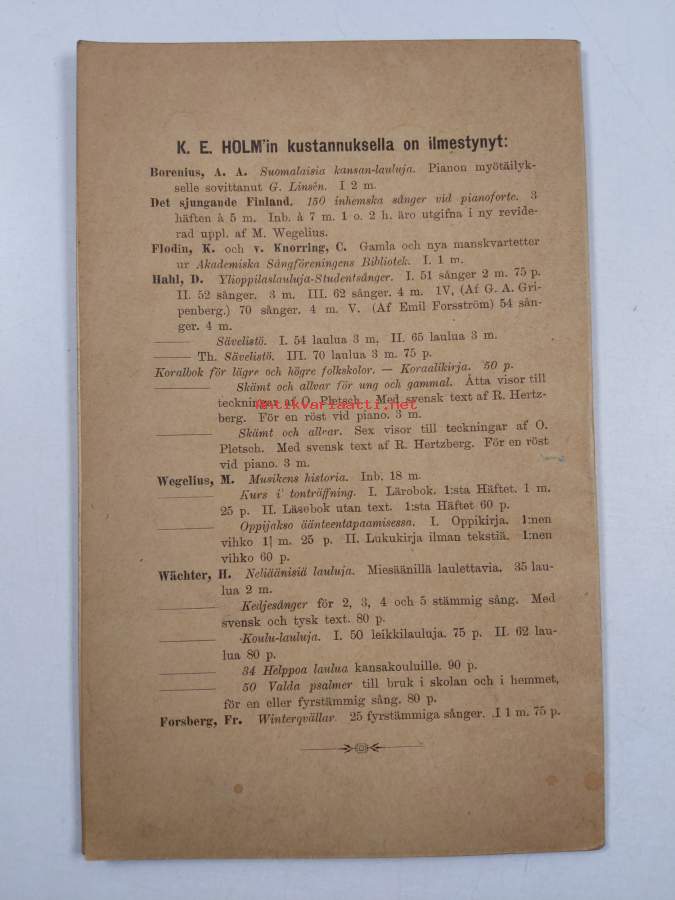 K. E. HOLM'in kustannuksella on ilmestynyt:
Borenius, A. A. Suomalaisia kansan-lauluja. Pianon myötäilyk-
selle sovittanut G. Linsén. I 2 m.
Det sjungande Finland. 150 inhemska sånger vid pianoforte. 3
häften à 5 m. Inb. à 7 m. 1 o. 2 h. äro utgifna i ny revide-
rad uppl. af M. Wegelius.
Flodin, K. och v. Knorring, C. Gamla och nya manskvartetter
ur Akademiska Sångföreningens Bibliotek. I. 1 m.
Hahl, D. Ylioppilaslauluja-Studentsånger. I. 51 sånger 2 m. 75 p.
II. 52 sånger. 3 m. III. 62 sånger. 4 m. 1V, (Af G. A. Gri-
penberg.) 70 sånger. 4 m. V. (Af Emil Forsström) 54 sån-
ger. 4 m.
——— Sävelistö. I. 54 laulua 3 m, II. 65 laulua 3 m.
——— Th. Sävelistö. III. 70 laulua 3 m. 75 p.
Koralbok för lägre och högre folkskolor. — Koraalikirja. 50 p.
——— Skämt och allvar för ung och gammal. Åtta visor till
teckningar af O. Pletsch. Med svensk text af R. Hertz-
antikvariaatti.net
berg. För en röst vid piano. 3 m.
——— Skämt och allvar. Sex visor till teckningar af O.
Pletsch. Med svensk text af R. Hertzberg. För en röst
vid piano. 3 m.
Wegelius, M. Musikens historia. Inb. 18 m.
——— Kurs i tonträffning. I. Lärobok. 1:sta Häftet. 1 m.
25 p. II. Läsebok utan text. 1:sta Häftet 60 p.
——— Oppijakso äänteentapaamisessa. I. Oppikirja. 1:nen
vihko 1 m. 25 p. II. Lukukirja ilman tekstiä. 1:nen
vihko 60 p.
Wächter, H. Neliäänisiä lauluja. Miesäänillä laulettavia. 35 lau-
lua 2 m.
——— Kedjesånger för 2, 3, 4 och 5 stämmig sång. Med
svensk och tysk text. 80 p.
——— Koulu-lauluja. I. 50 leikkilauluja. 75 p. II. 62 lau-
lua 80 p.
——— 34 Helppoa laulua kansakouluille. 90 p.
——— 50 Valda psalmer till bruk i skolan och i hemmet,
för en eller fyrstämmig sång. 80 p.
Forsberg, Fr. Winterqvällar. 25 fyrstämmiga sånger. I 1 m. 75 p.